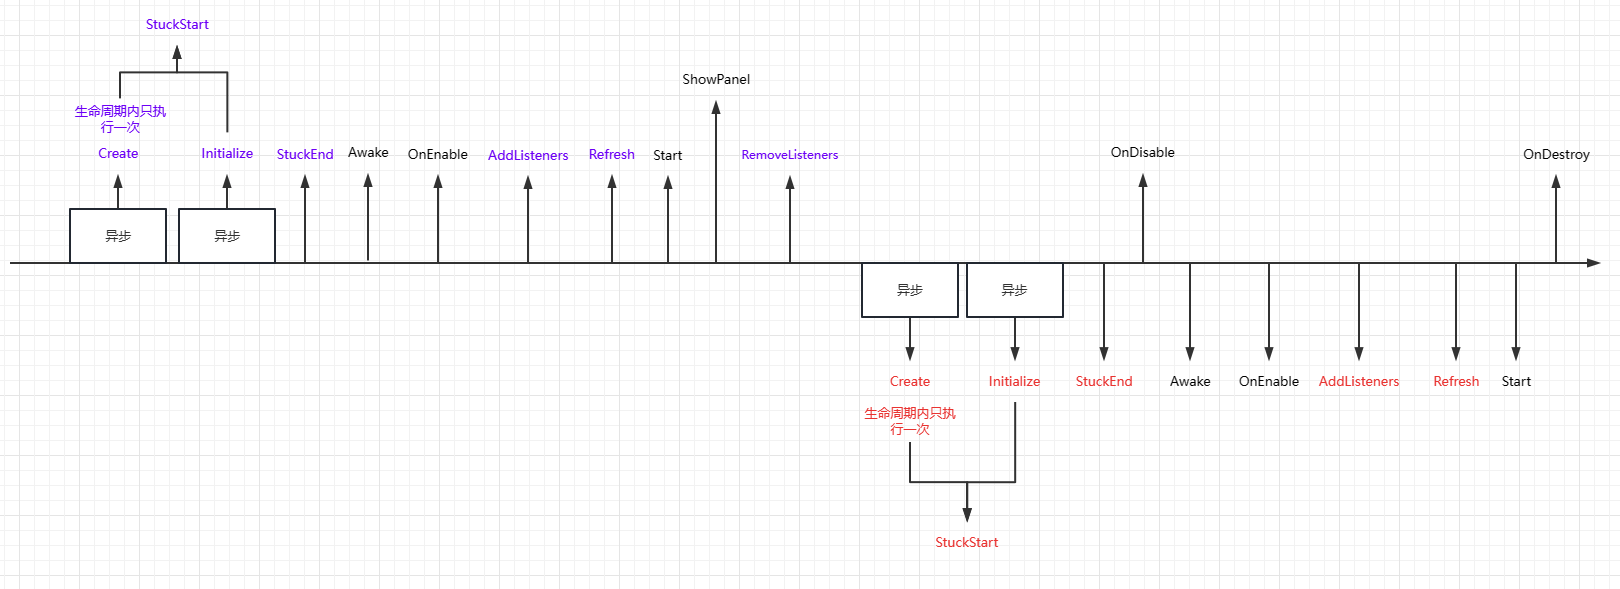 StuckStart
ShowPanel
生命周期内只执
行一次
Create
Initialize
StuckEnd
Awake
OnEnable
AddListeners
Refresh
Start
RemoveListeners
OnDisable
OnDestroy
异步
异步
异步
异步
Create
Initialize
StuckEnd
Awake
OnEnable
AddListeners
Refresh
Start
生命周期内只执
行一次
StuckStart